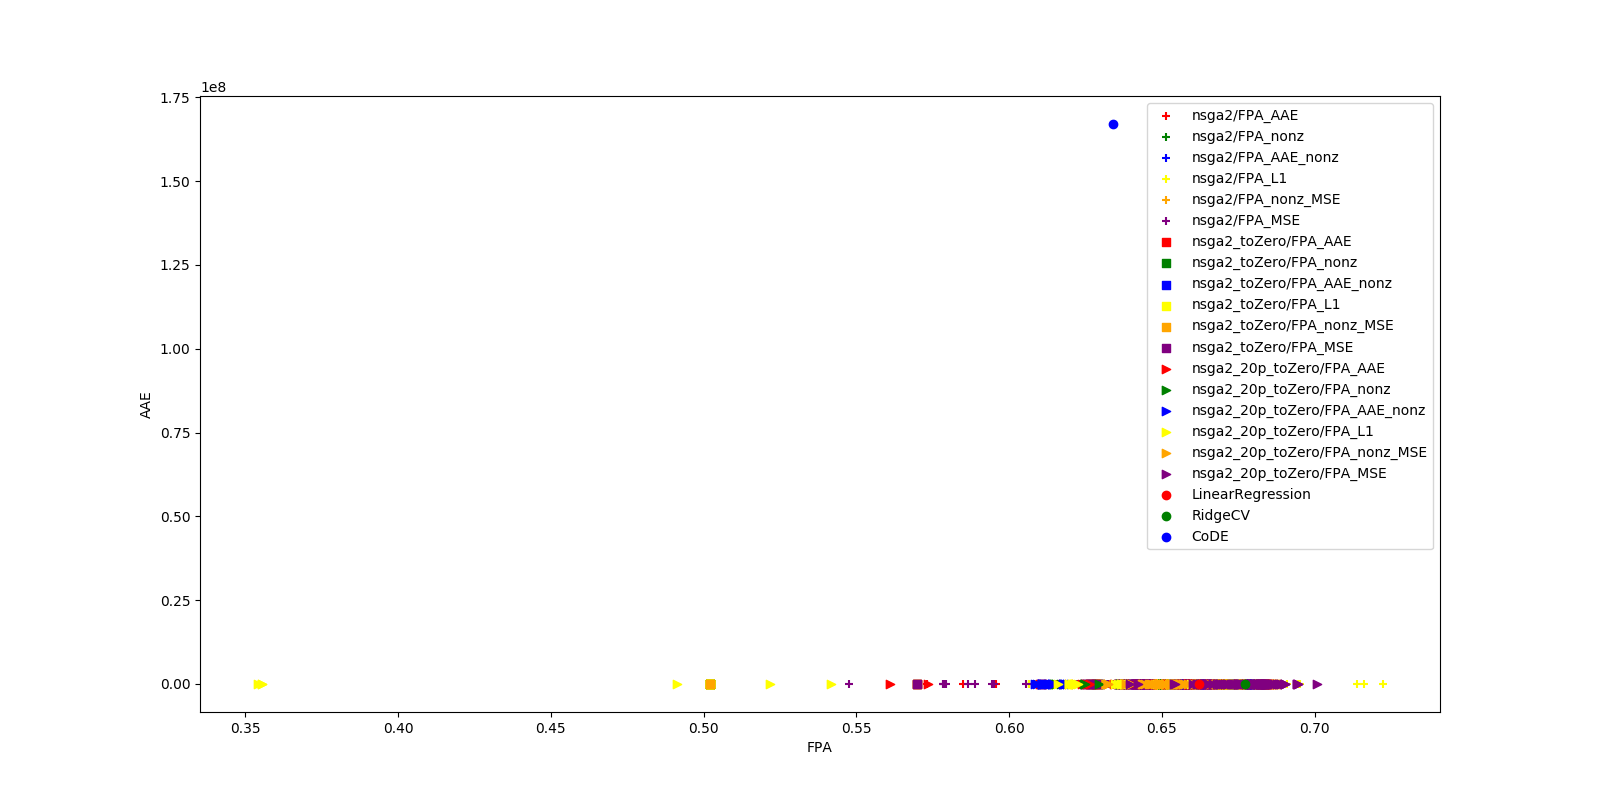 1e8
1.75
1.50
1.25
1.00
0.75
0.50
0.25
0.00
AAE
0.35
0.40
0.45
0.50
0.55
0.60
0.65
0.70
FPA
nsga2/FPA_AAE
nsga2/FPA_nonz
nsga2/FPA_AAE_nonz
nsga2/FPA_L1
nsga2/FPA_nonz_MSE
nsga2/FPA_MSE
nsga2_toZero/FPA_AAE
nsga2_toZero/FPA_nonz
nsga2_toZero/FPA_AAE_nonz
nsga2_toZero/FPA_L1
nsga2_toZero/FPA_nonz_MSE
nsga2_toZero/FPA_MSE
nsga2_20p_toZero/FPA_AAE
nsga2_20p_toZero/FPA_nonz
nsga2_20p_toZero/FPA_AAE_nonz
nsga2_20p_toZero/FPA_L1
nsga2_20p_toZero/FPA_nonz_MSE
nsga2_20p_toZero/FPA_MSE
LinearRegression
RidgeCV
CoDE